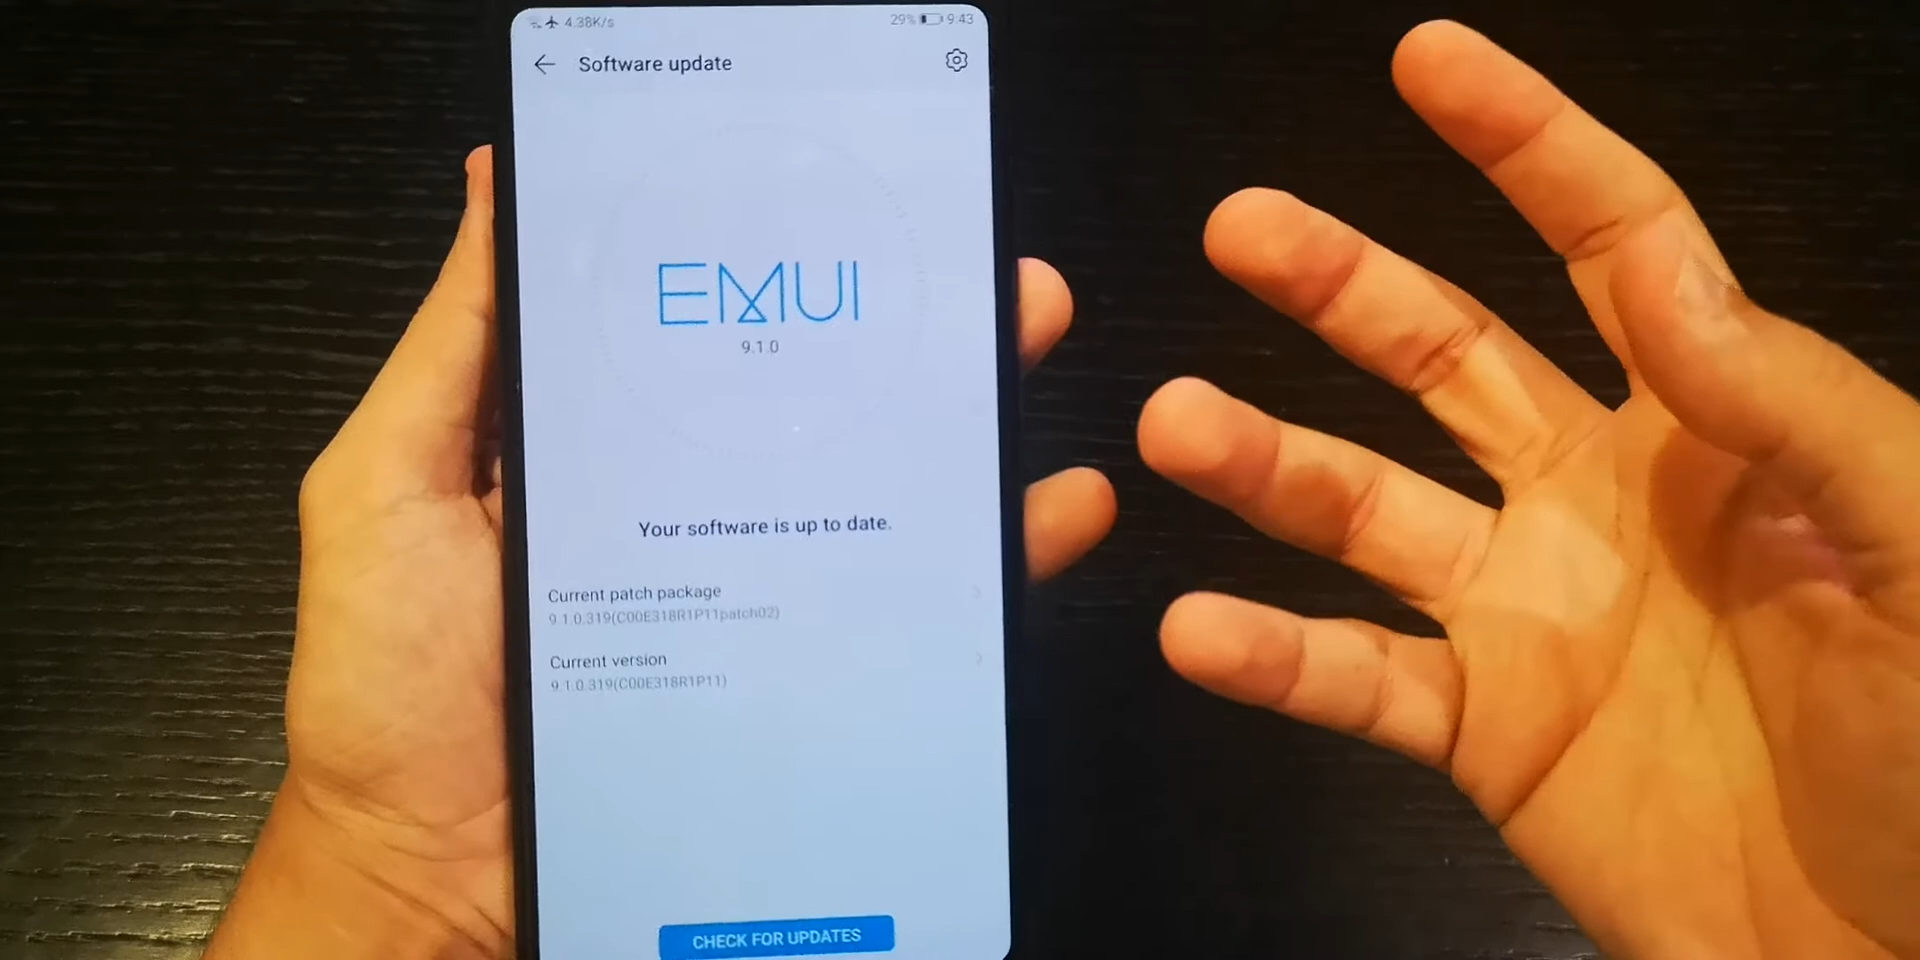 4.38K/s 29% 9:43
Software update
EMUI
9.1.0
Your software is up to date.
Current patch package
9.1.0.319(C00E318R1P11patch02)
Current version
9.1.0.319(C00E318R1P11)
CHECK FOR UPDATES